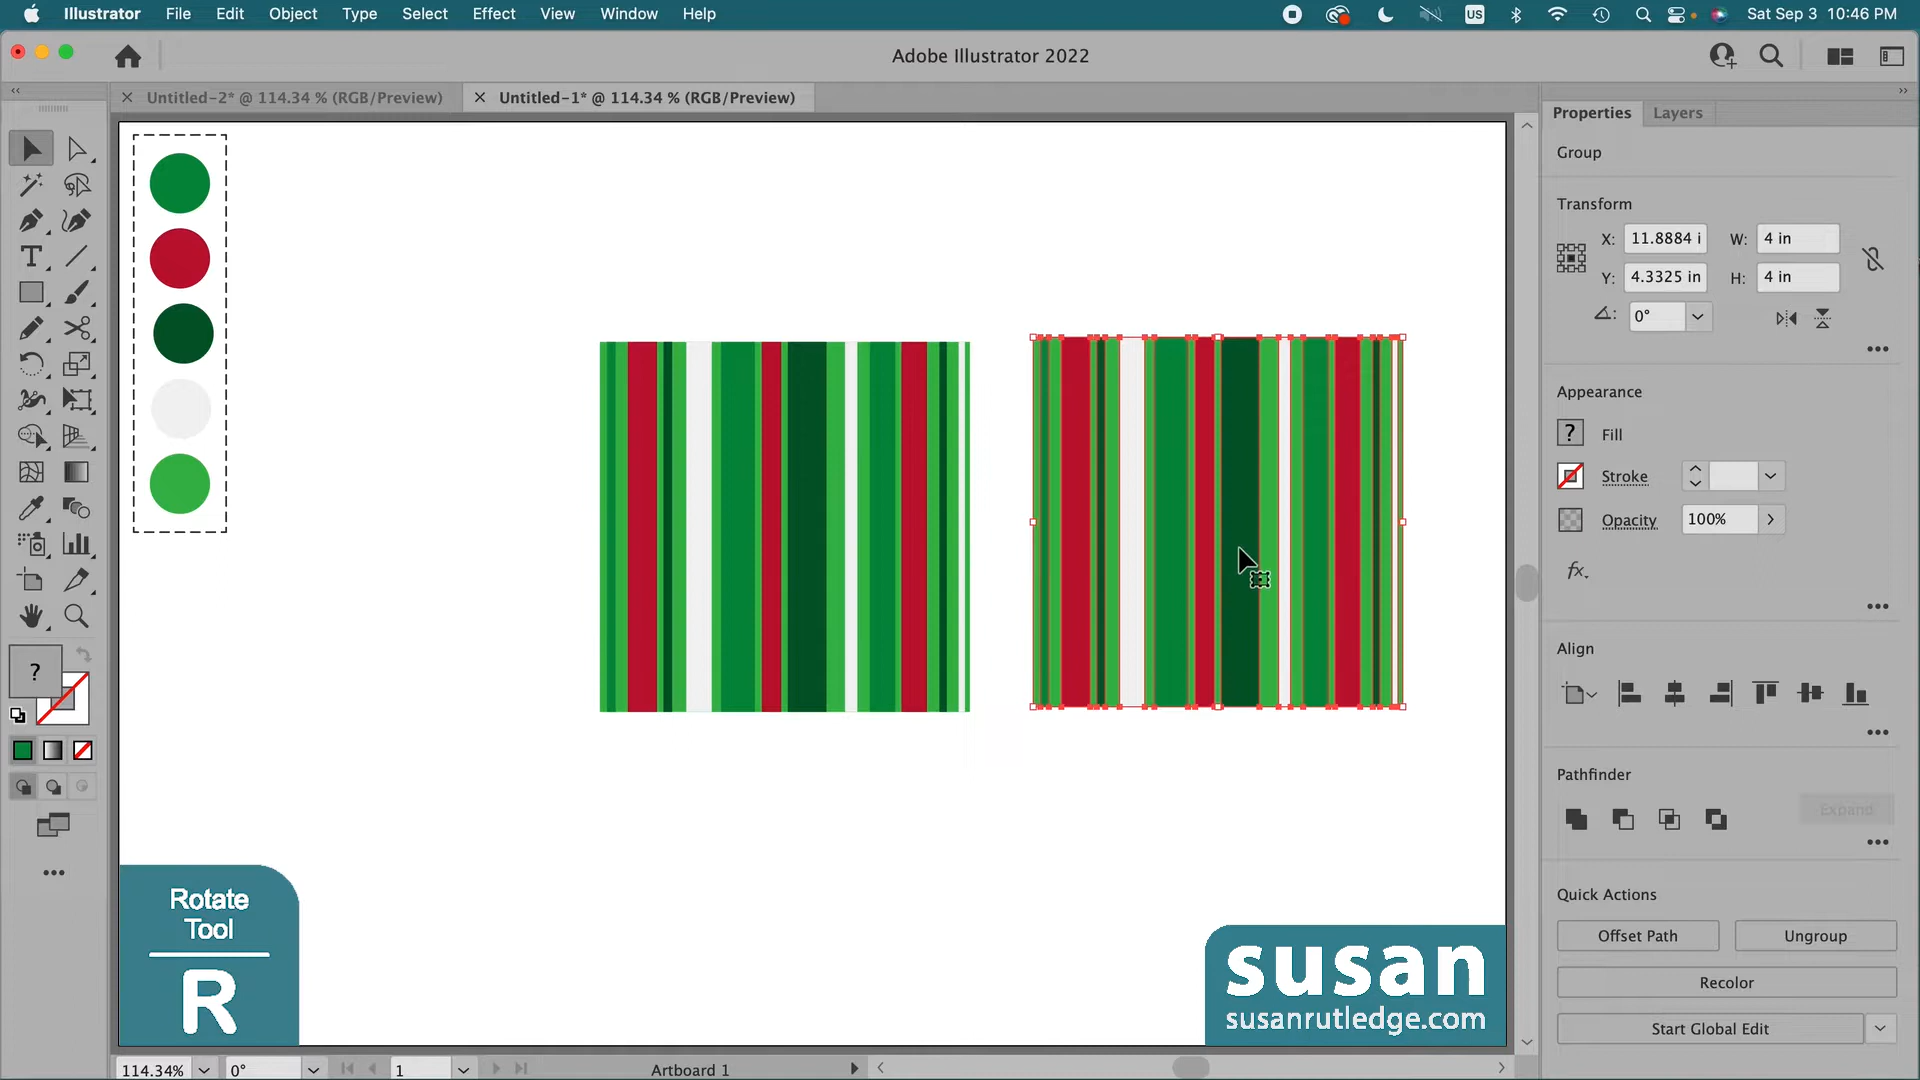 Illustrator File Edit Object Type Select Effect View Window Help US Sat Sep 3 10:46 PM
Adobe Illustrator 2022
Untitled-2* @ 114.34 % (RGB/Preview) Untitled-1* @ 114.34 % (RGB/Preview)
Properties Layers
Group
Transform
X: 11.8884 i W: 4 in
Y: 4.3325 in H: 4 in
0°
Appearance
? Fill
Stroke
Opacity 100%
fx
Align
Pathfinder
Expand
Quick Actions
Offset Path Ungroup
Recolor
Start Global Edit
T
?
Rotate
Tool
R
susan
susanrutledge.com
114.34% 0° 1 Artboard 1